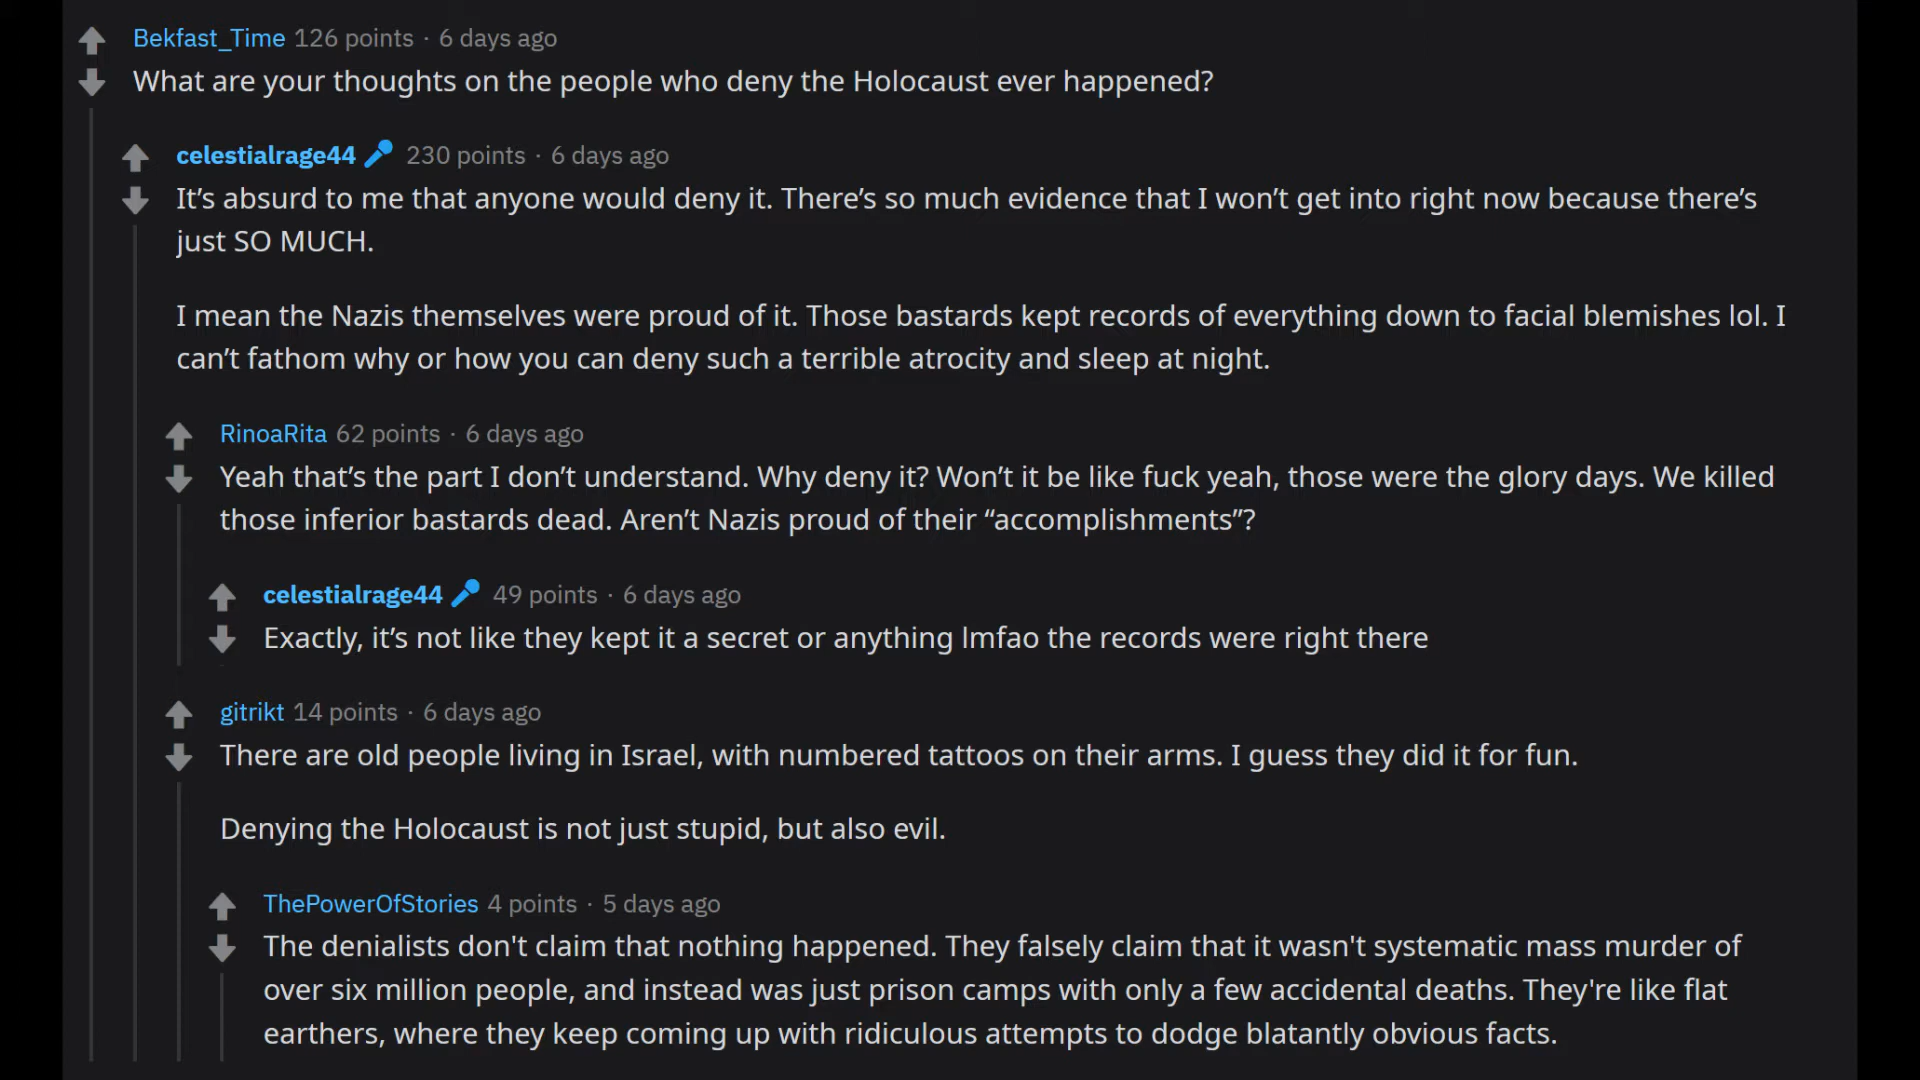 Bekfast_Time 126 points · 6 days ago
What are your thoughts on the people who deny the Holocaust ever happened?
celestialrage44 230 points · 6 days ago
It’s absurd to me that anyone would deny it. There’s so much evidence that I won’t get into right now because there’s
just SO MUCH.
I mean the Nazis themselves were proud of it. Those bastards kept records of everything down to facial blemishes lol. I
can’t fathom why or how you can deny such a terrible atrocity and sleep at night.
RinoaRita 62 points · 6 days ago
Yeah that’s the part I don’t understand. Why deny it? Won’t it be like fuck yeah, those were the glory days. We killed
those inferior bastards dead. Aren’t Nazis proud of their “accomplishments”?
celestialrage44 49 points · 6 days ago
Exactly, it’s not like they kept it a secret or anything lmfao the records were right there
gitrikt 14 points · 6 days ago
There are old people living in Israel, with numbered tattoos on their arms. I guess they did it for fun.
Denying the Holocaust is not just stupid, but also evil.
ThePowerOfStories 4 points · 5 days ago
The denialists don't claim that nothing happened. They falsely claim that it wasn't systematic mass murder of
over six million people, and instead was just prison camps with only a few accidental deaths. They're like flat
earthers, where they keep coming up with ridiculous attempts to dodge blatantly obvious facts.